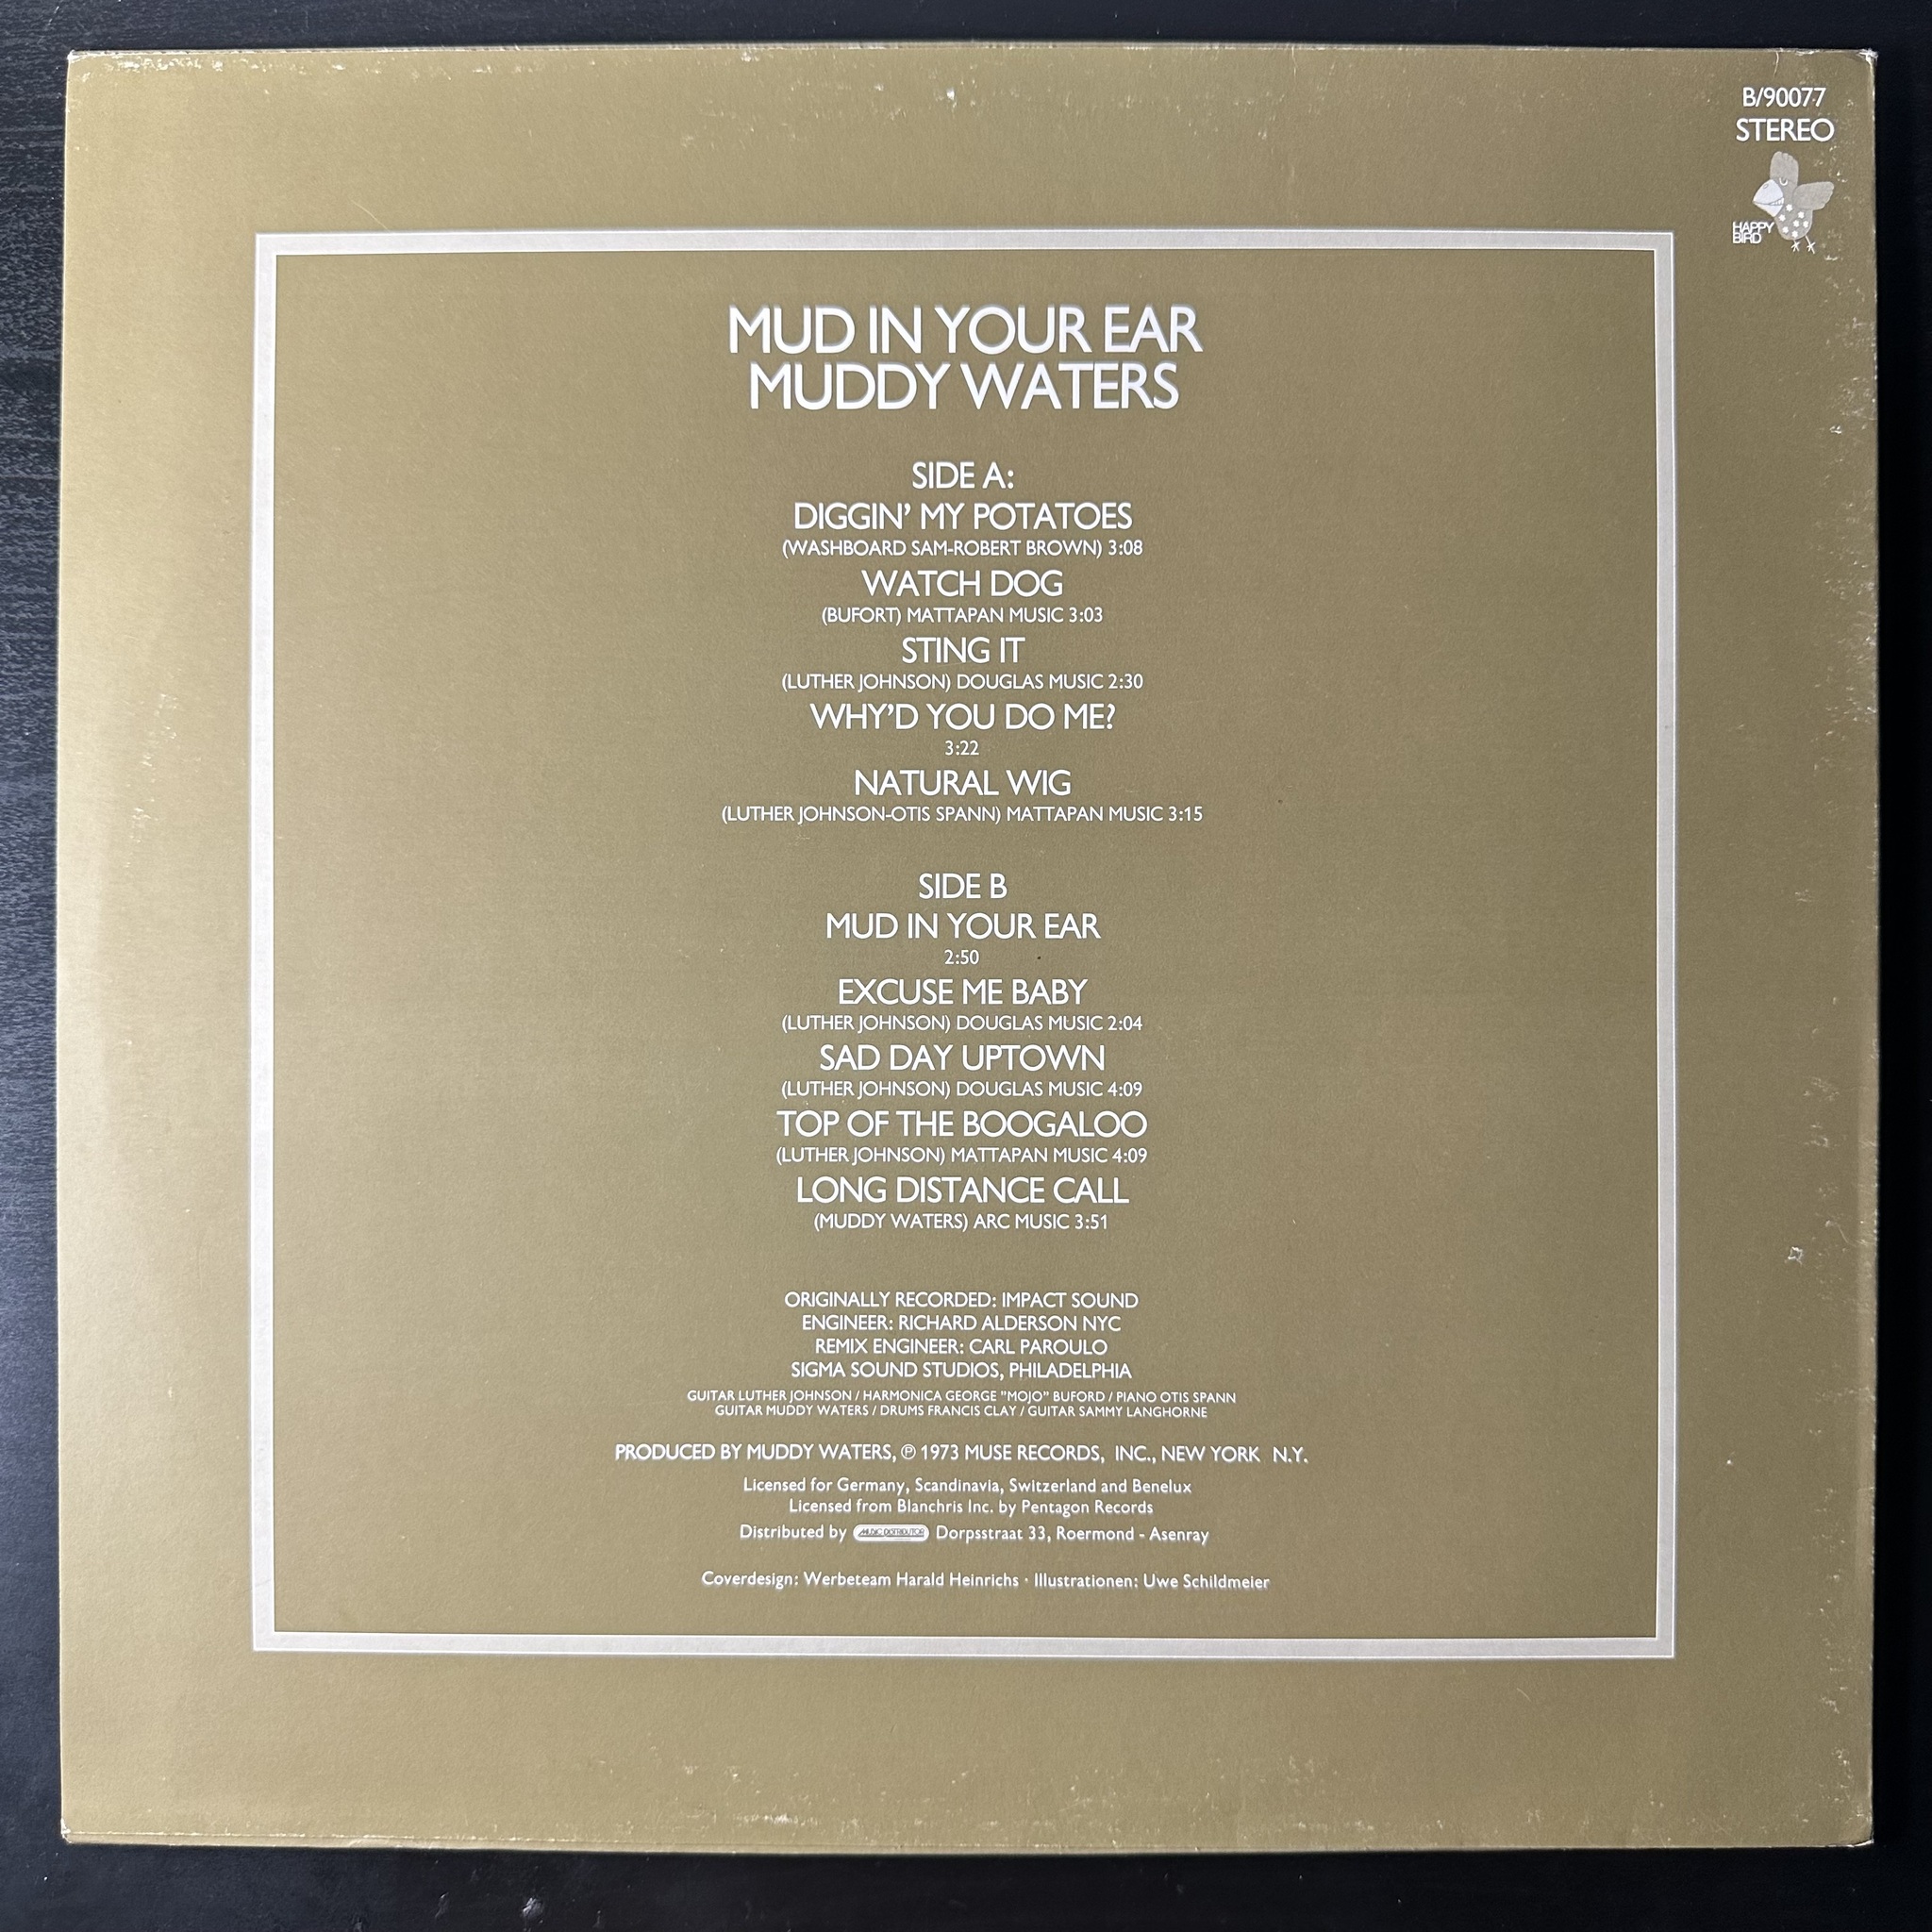 B/90077
STEREO
HAPPY
BIRD
MUD IN YOUR EAR
MUDDY WATERS
SIDE A:
DIGGIN' MY POTATOES
(WASHBOARD SAM-ROBERT BROWN) 3:08
WATCH DOG
(BUFORT) MATTAPAN MUSIC 3:03
STING IT
(LUTHER JOHNSON) DOUGLAS MUSIC 2:30
WHY'D YOU DO ME?
3:22
NATURAL WIG
(LUTHER JOHNSON-OTIS SPANN) MATTAPAN MUSIC 3:15
SIDE B
MUD IN YOUR EAR
2:50
EXCUSE ME BABY
(LUTHER JOHNSON) DOUGLAS MUSIC 2:04
SAD DAY UPTOWN
(LUTHER JOHNSON) DOUGLAS MUSIC 4:09
TOP OF THE BOOGALOO
(LUTHER JOHNSON) MATTAPAN MUSIC 4:09
LONG DISTANCE CALL
(MUDDY WATERS) ARC MUSIC 3:51
ORIGINALLY RECORDED: IMPACT SOUND
ENGINEER: RICHARD ALDERSON NYC
REMIX ENGINEER: CARL PAROULO
SIGMA SOUND STUDIOS, PHILADELPHIA
GUITAR LUTHER JOHNSON / HARMONICA GEORGE "MOJO" BUFORD / PIANO OTIS SPANN
GUITAR MUDDY WATERS / DRUMS FRANCIS CLAY / GUITAR SAMMY LANGHORNE
PRODUCED BY MUDDY WATERS, ℗ 1973 MUSE RECORDS, INC., NEW YORK N.Y.
Licensed for Germany, Scandinavia, Switzerland and Benelux
Licensed from Blanchris Inc. by Pentagon Records
Distributed by MUSIC DISTRIBUTOR Dorpsstraat 33, Roermond - Asenray
Coverdesign: Werbeteam Harald Heinrichs · Illustrationen: Uwe Schildmeier